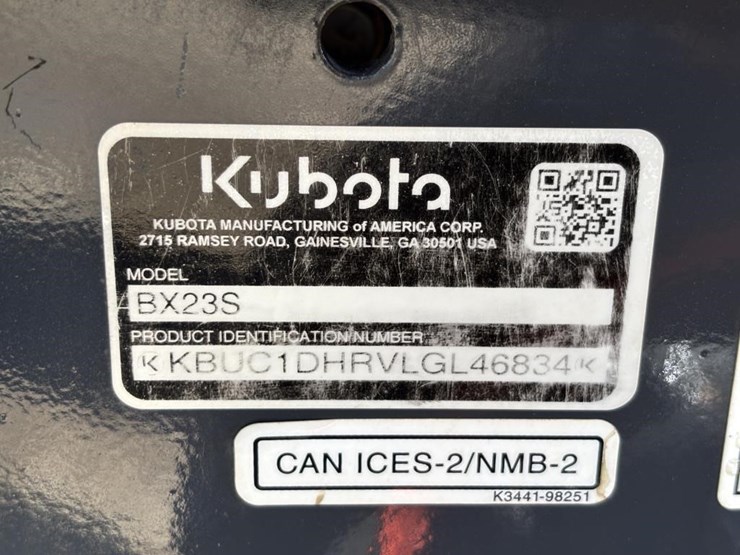 Kubota
KUBOTA MANUFACTURING of AMERICA CORP.
2715 RAMSEY ROAD, GAINESVILLE, GA 30501 USA
MODEL
BX23S
PRODUCT IDENTIFICATION NUMBER
KBUC1DHRVLGL46834
CAN ICES-2/NMB-2
K3441-98251